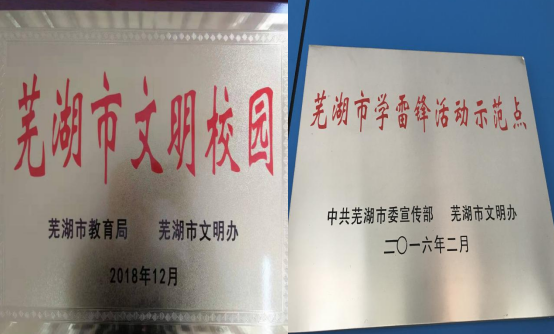 芜湖市文明校园
芜湖市教育局 芜湖市文明办
2018年12月
芜湖市学雷锋活动示范点
中共芜湖市委宣传部 芜湖市文明办
二〇一六年二月